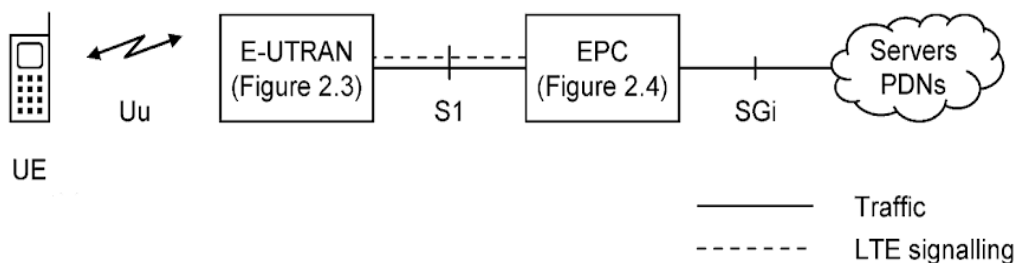 E-UTRAN
(Figure 2.3)
EPC
(Figure 2.4)
Servers
PDNs
Uu
S1
SGi
UE
Traffic
LTE signalling